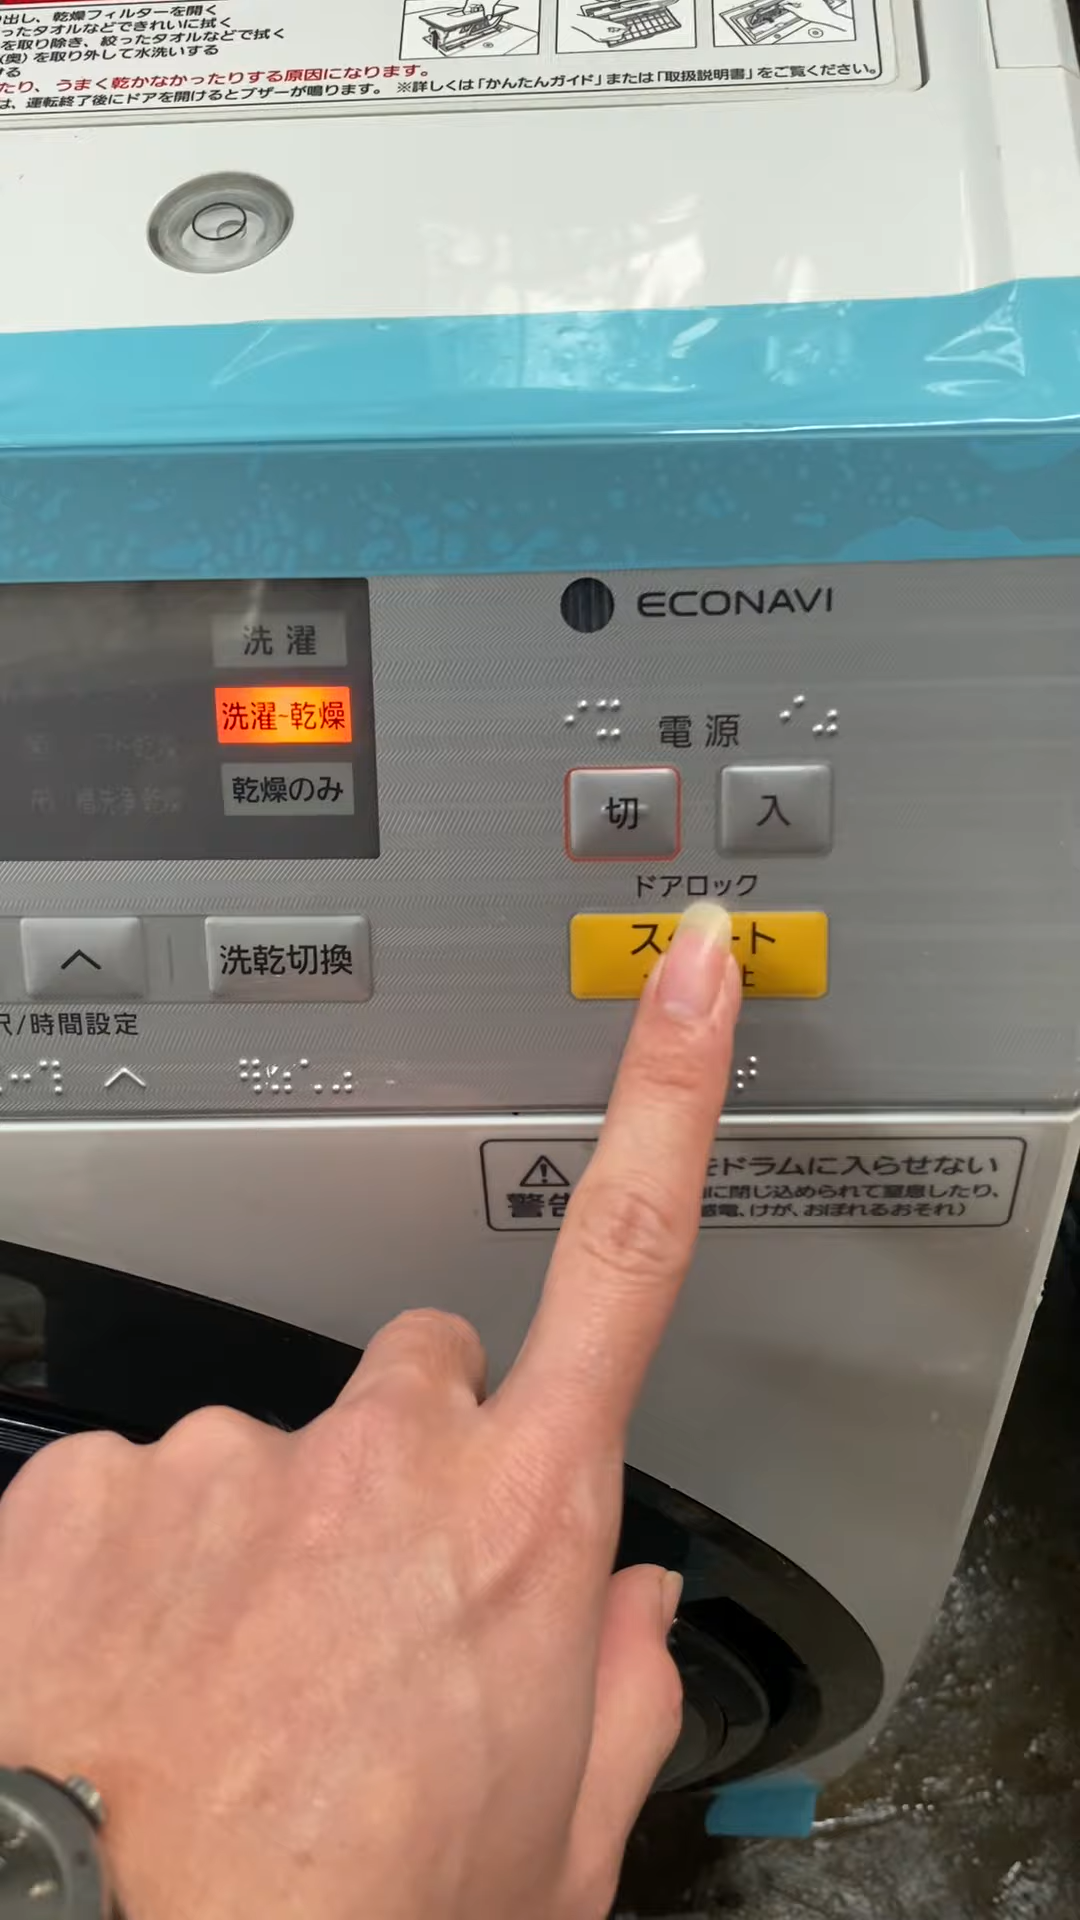 出し、乾燥フィルターを開く
ったタオルなどできれいに拭く
を取り除き、絞ったタオルなどで拭く
(奥)を取り外して水洗いする
ける
たり、うまく乾かなかったりする原因になります。
は、運転終了後にドアを開けるとブザーが鳴ります。 ※詳しくは「かんたんガイド」または「取扱説明書」をご覧ください。
ECONAVI
洗濯
洗濯~乾燥
乾燥のみ
電源
切
入
ドアロック
ス
ート
止
洗乾切換
/時間設定
警告
をドラムに入らせない
に閉じ込められて窒息したり、
感電、けが、おぼれるおそれ)